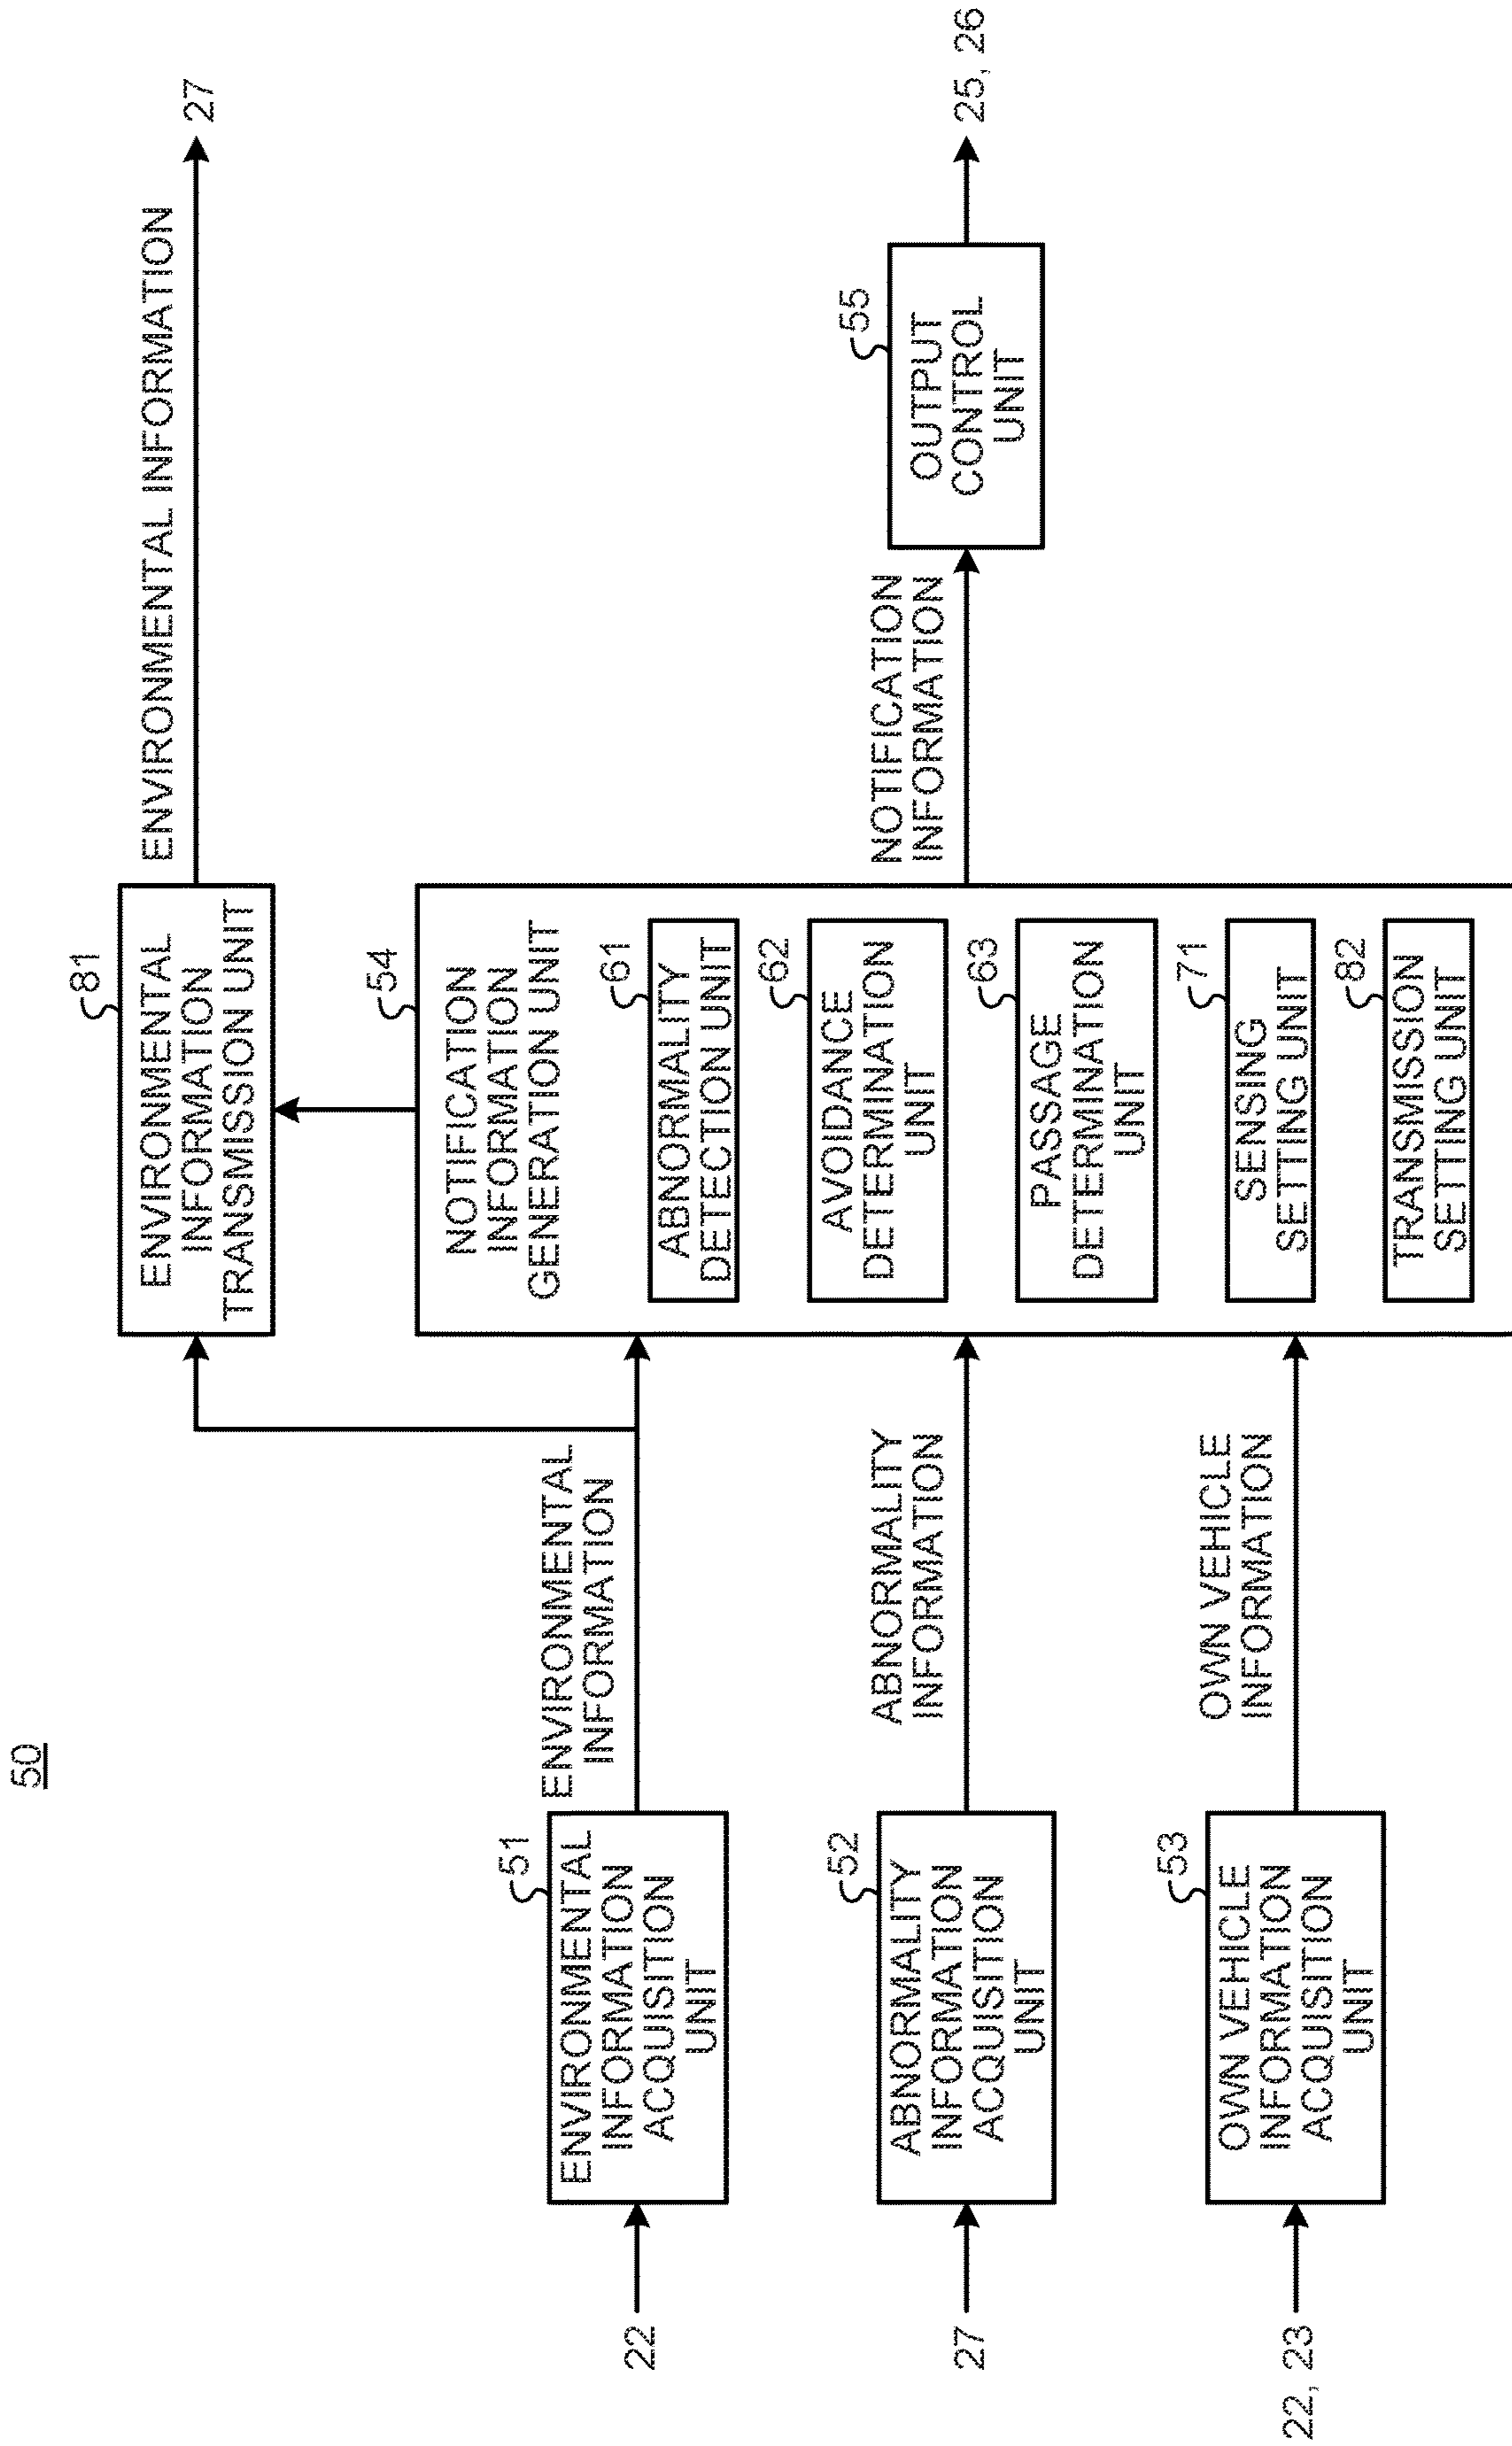 50
22
51
ENVIRONMENTAL
INFORMATION
ACQUISITION
UNIT
ENVIRONMENTAL
INFORMATION
27
52
ABNORMALITY
INFORMATION
ACQUISITION
UNIT
ABNORMALITY
INFORMATION
22, 23
53
OWN VEHICLE
INFORMATION
ACQUISITION
UNIT
OWN VEHICLE
INFORMATION
81
ENVIRONMENTAL
INFORMATION
TRANSMISSION UNIT
ENVIRONMENTAL INFORMATION
27
54
NOTIFICATION
INFORMATION
GENERATION UNIT
61
ABNORMALITY
DETECTION UNIT
62
AVOIDANCE
DETERMINATION
UNIT
63
PASSAGE
DETERMINATION
UNIT
71
SENSING
SETTING UNIT
82
TRANSMISSION
SETTING UNIT
NOTIFICATION
INFORMATION
55
OUTPUT
CONTROL
UNIT
25, 26